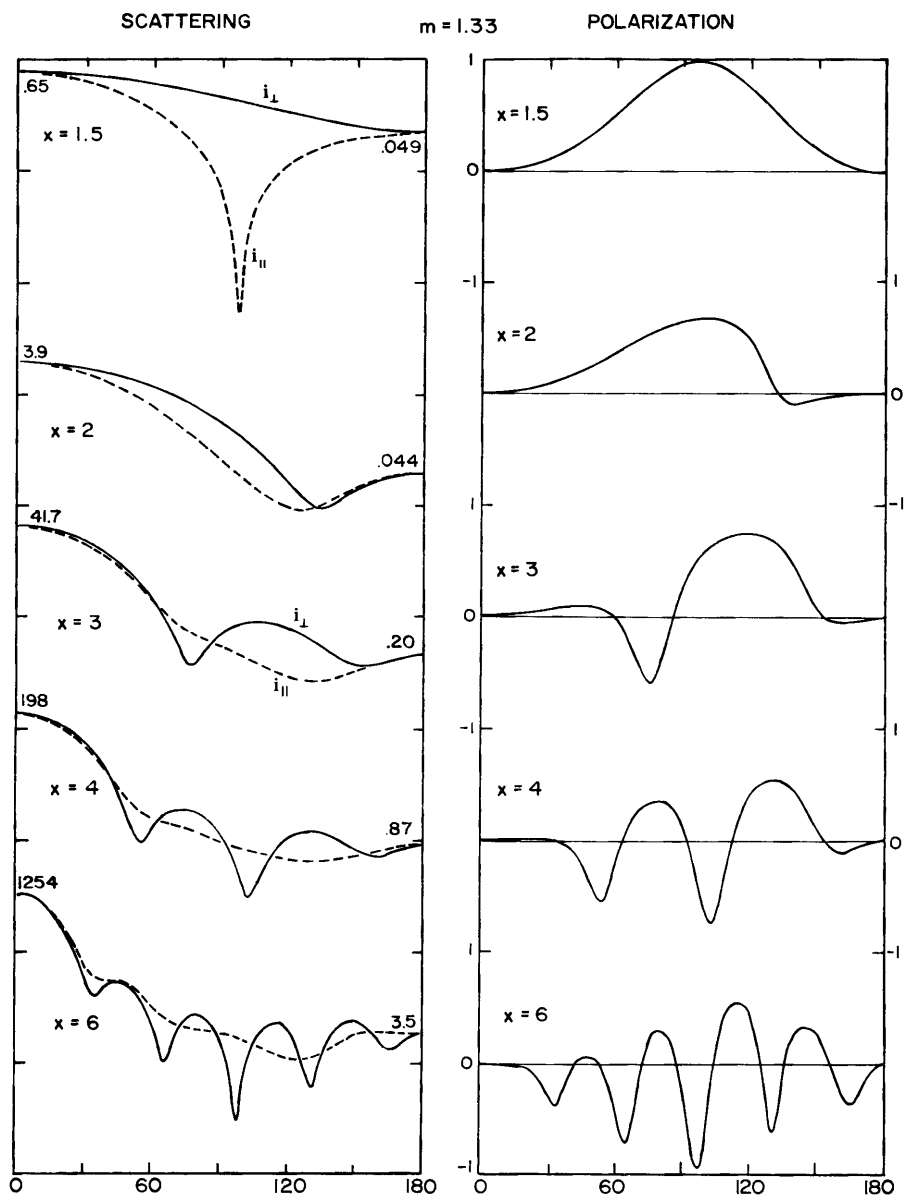 SCATTERING
m = 1.33
POLARIZATION
.65
i⊥
x = 1.5
.049
i||
3.9
x = 2
.044
41.7
x = 3
i⊥
.20
i||
198
x = 4
.87
1254
x = 6
3.5
0
60
120
180
1
x = 1.5
0
-1
1
x = 2
0
1
-1
x = 3
0
-1
1
x = 4
0
1
-1
x = 6
0
-1
0
60
120
180